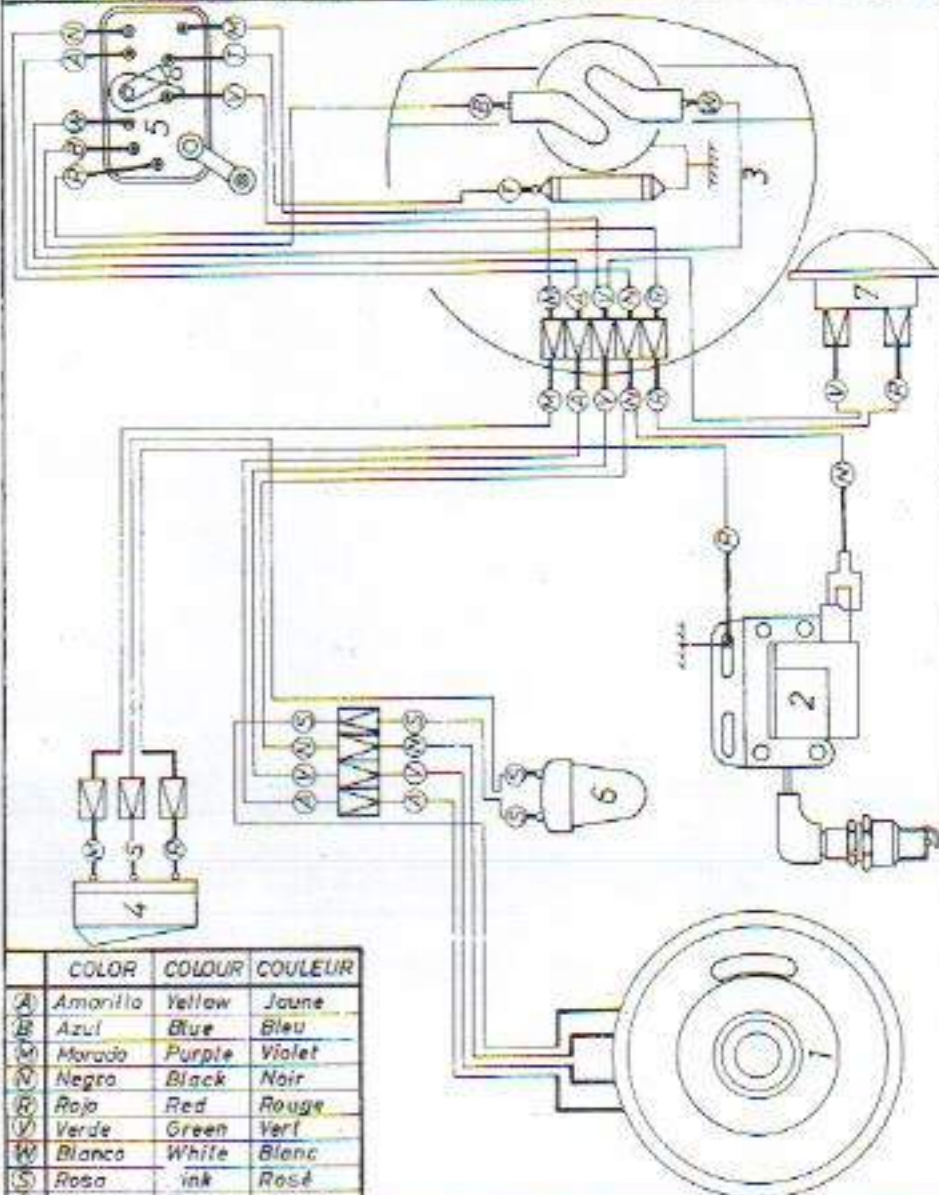 N
M
A
T
V
5
B
W
T
3
M A V N R
7
V
R
M A V N R
N
R
2
S S
N N
V V
A A
S
S
6
S
R
4
1
COLOR COLOUR COULEUR
A Amarillo Yellow Jaune
B Azul Blue Bleu
M Morado Purple Violet
N Negro Black Noir
R Rojo Red Rouge
V Verde Green Vert
W Blanco White Blanc
S Rosa ink Rosé